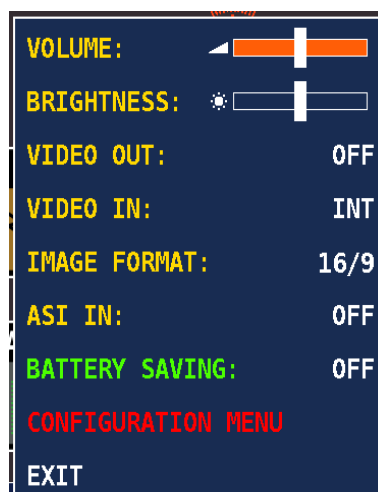 VOLUME:
BRIGHTNESS:
VIDEO OUT: OFF
VIDEO IN: INT
IMAGE FORMAT: 16/9
ASI IN: OFF
BATTERY SAVING: OFF
CONFIGURATION MENU
EXIT